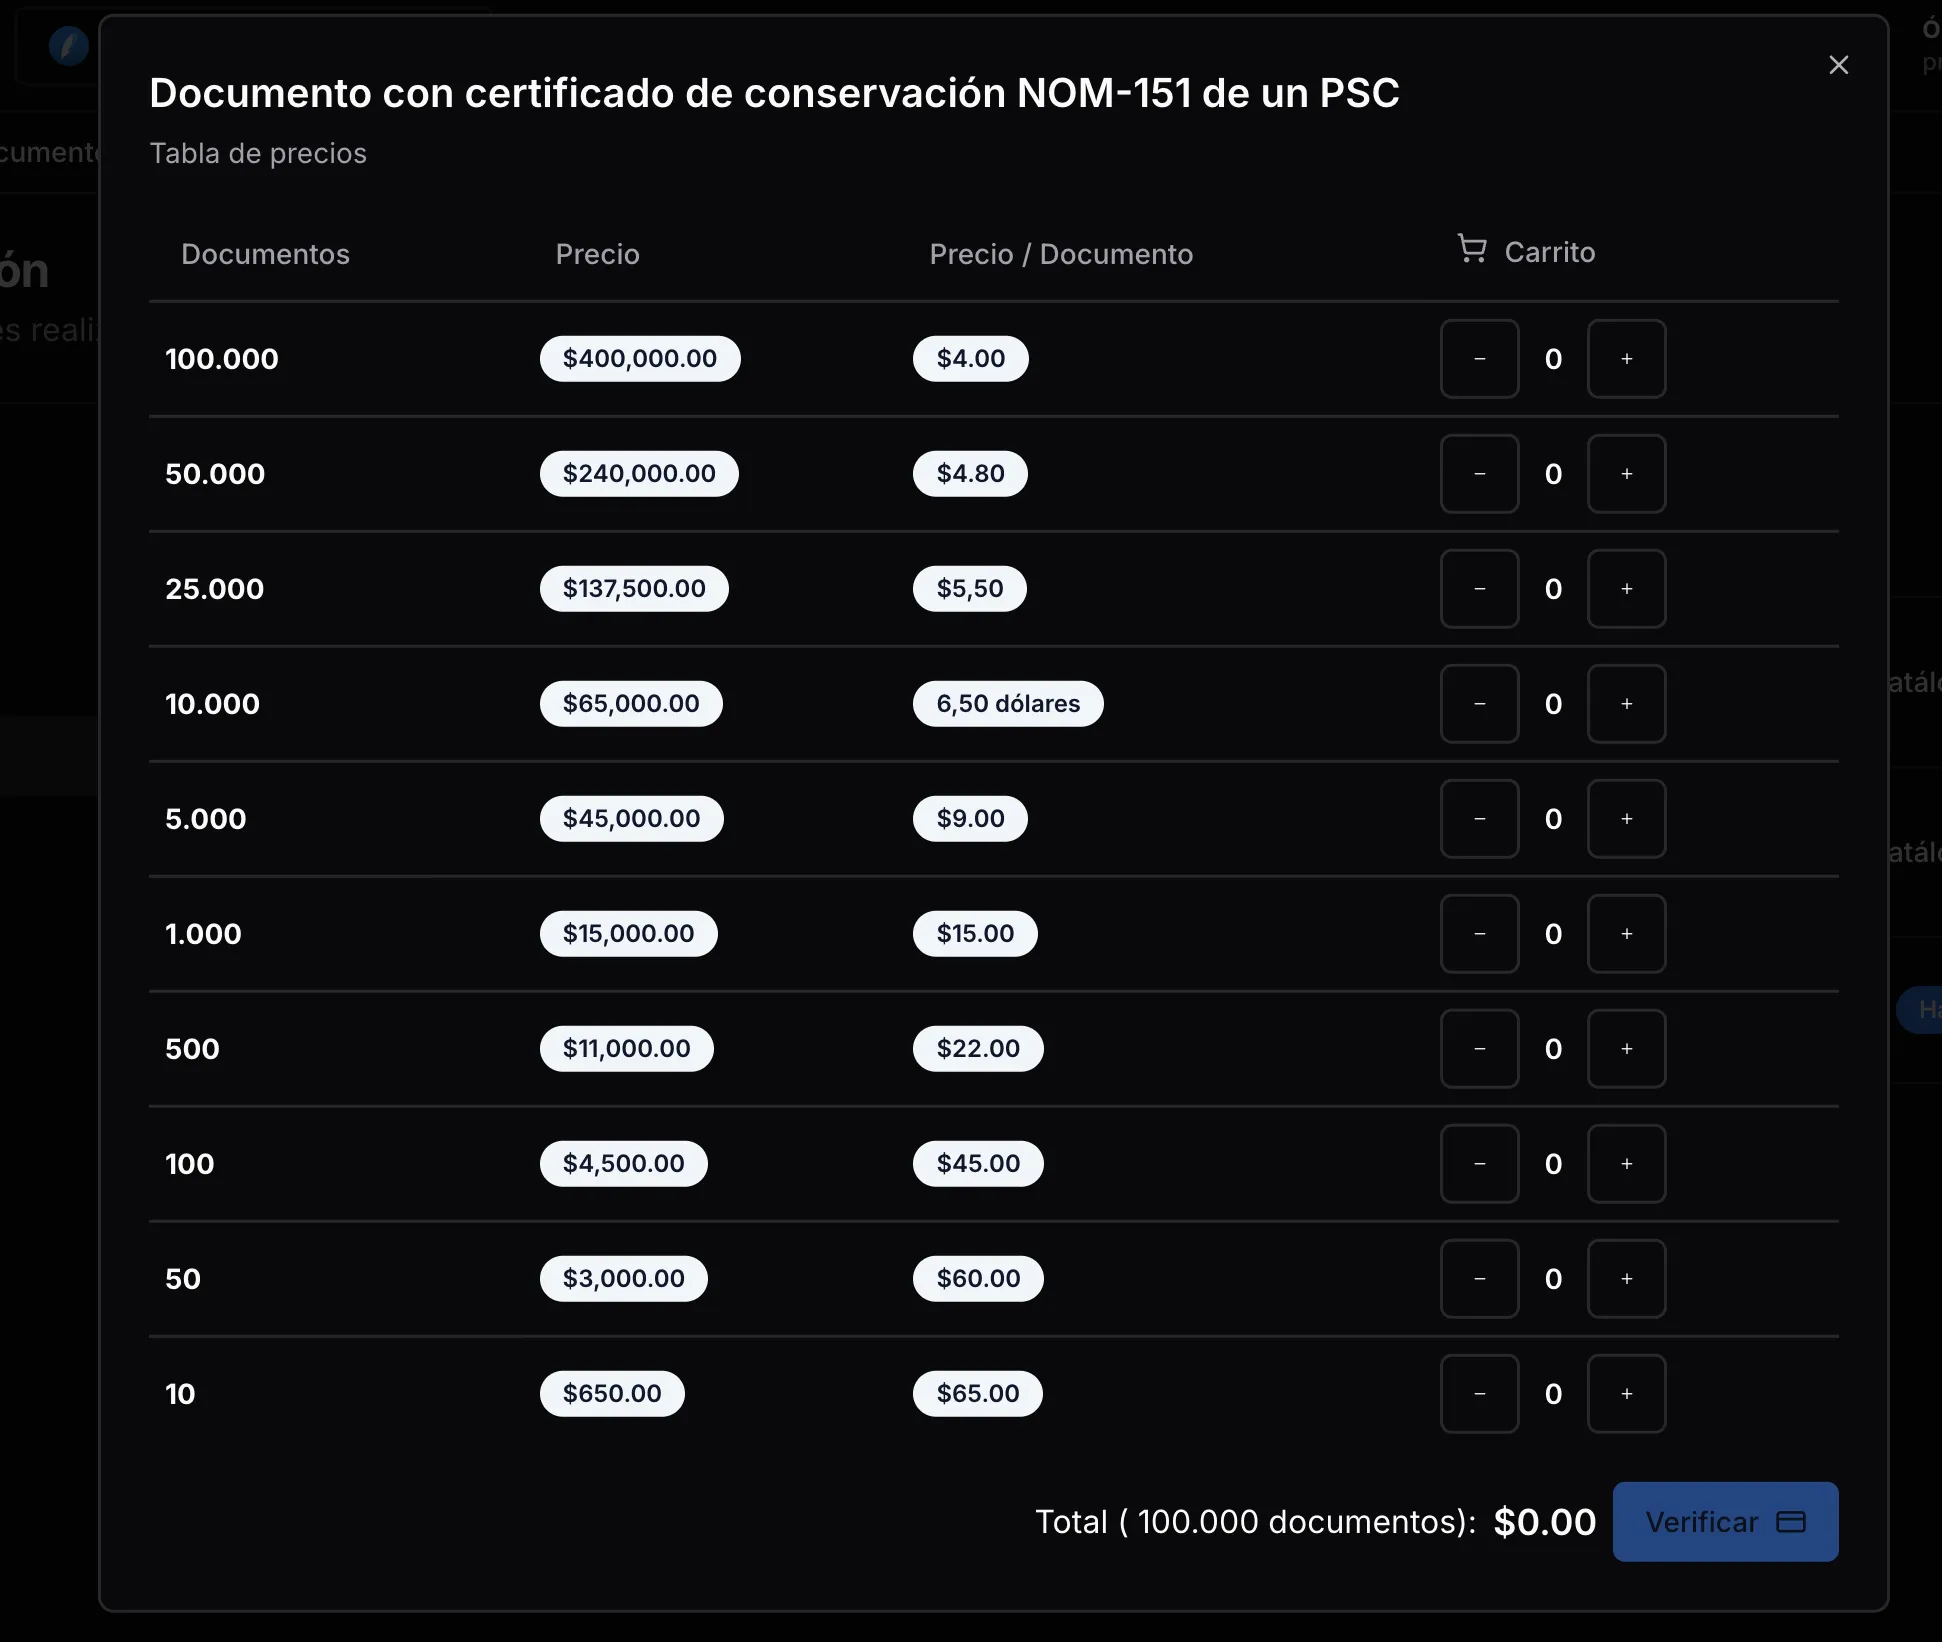 Documento con certificado de conservación NOM-151 de un PSC
Tabla de precios
Documentos Precio Precio / Documento Carrito
100.000 $400,000.00 $4.00 − 0 +
50.000 $240,000.00 $4.80 − 0 +
25.000 $137,500.00 $5,50 − 0 +
10.000 $65,000.00 6,50 dólares − 0 +
5.000 $45,000.00 $9.00 − 0 +
1.000 $15,000.00 $15.00 − 0 +
500 $11,000.00 $22.00 − 0 +
100 $4,500.00 $45.00 − 0 +
50 $3,000.00 $60.00 − 0 +
10 $650.00 $65.00 − 0 +
Total ( 100.000 documentos): $0.00 Verificar